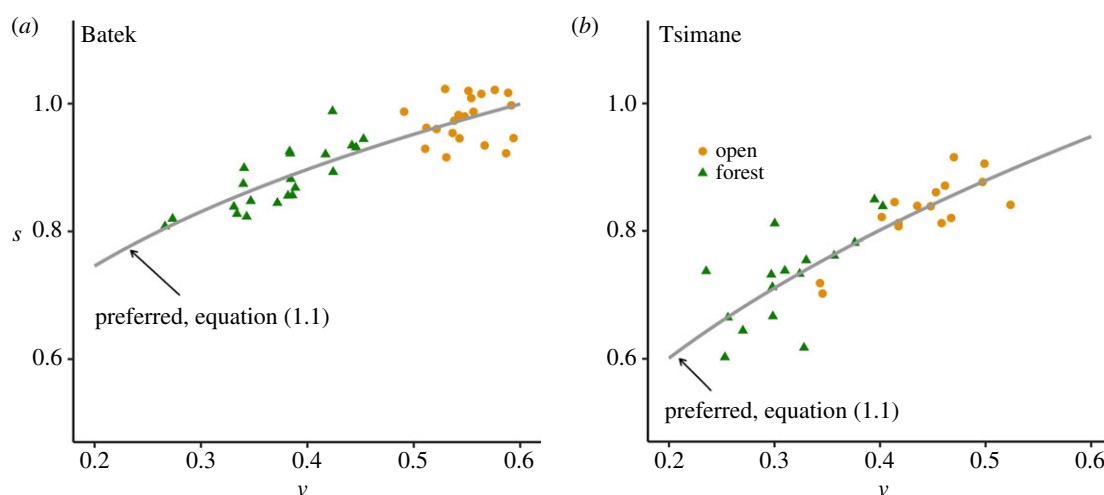 (a)
Batek
1.0
0.8
0.6
s
preferred, equation (1.1)
0.2
0.3
0.4
0.5
0.6
v
(b)
Tsimane
1.0
0.8
0.6
open
forest
preferred, equation (1.1)
0.2
0.3
0.4
0.5
0.6
v